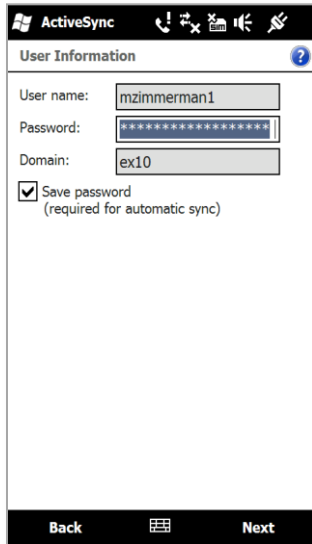 ActiveSync
User Information
?
User name: mzimmerman1
Password: ******************
Domain: ex10
Save password
(required for automatic sync)
Back Next